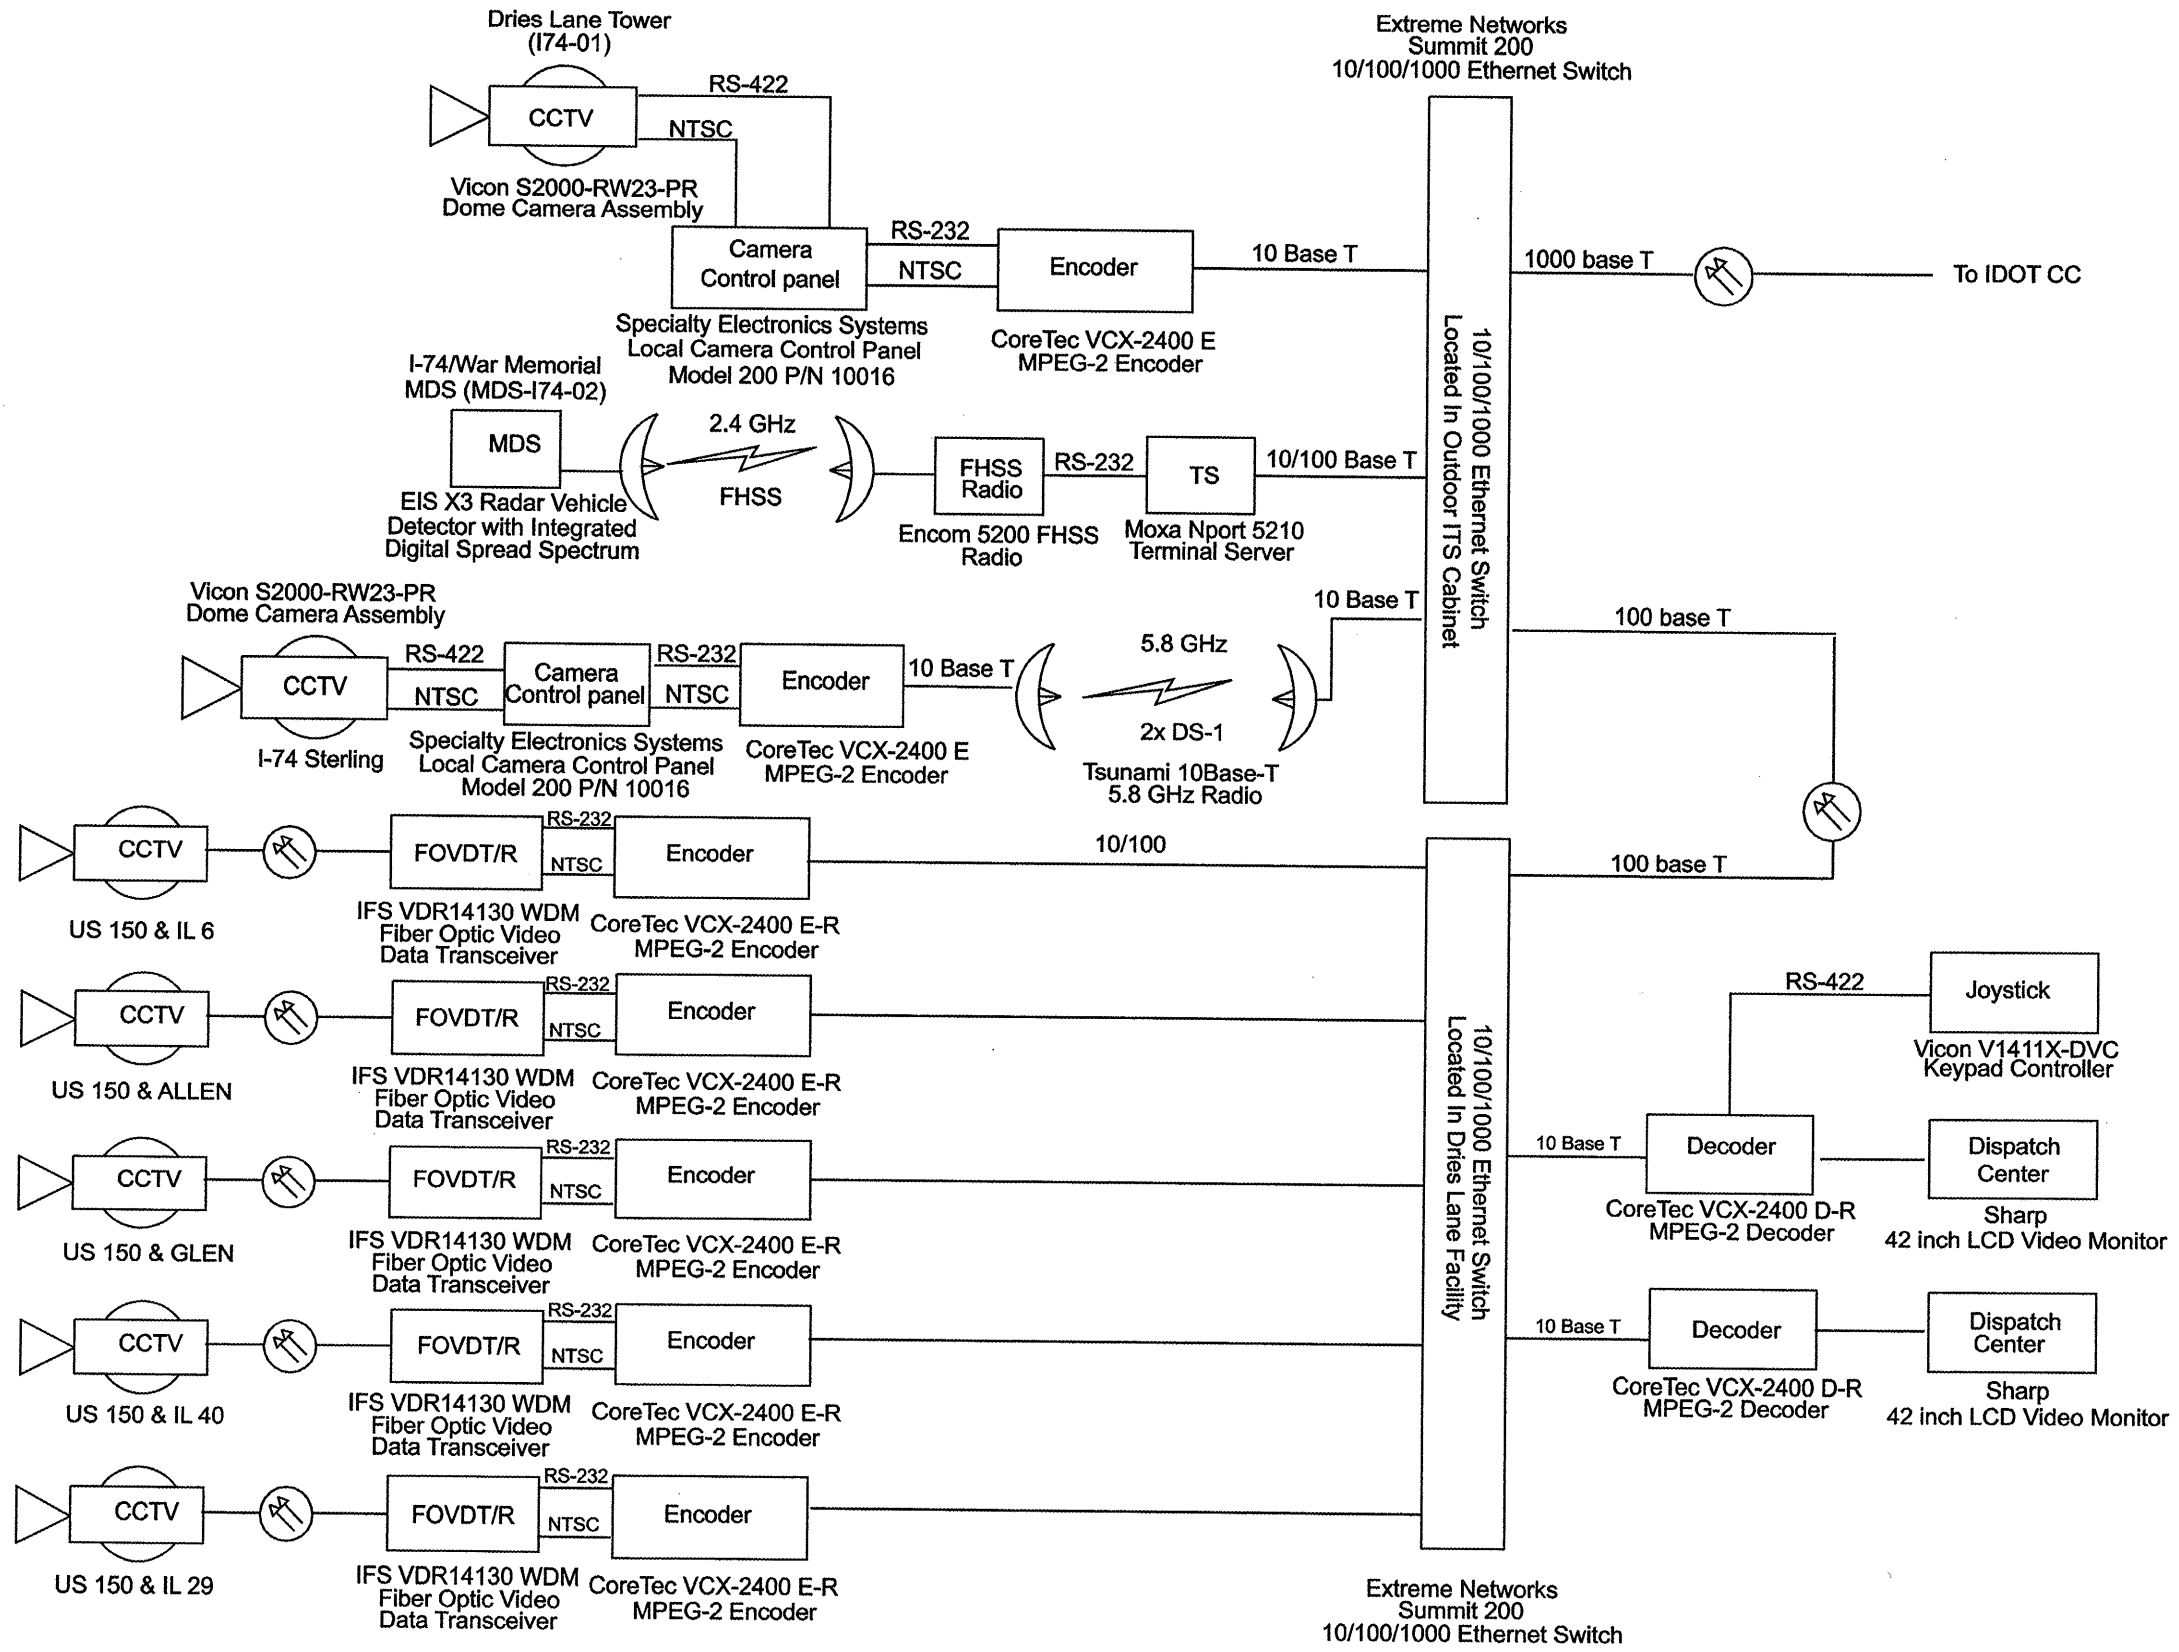 Dries Lane Tower
(I74-01)
RS-422
CCTV
NTSC
Vicon S2000-RW23-PR
Dome Camera Assembly
Camera
Control panel
RS-232
NTSC
Encoder
10 Base T
Specialty Electronics Systems
Local Camera Control Panel
Model 200 P/N 10016
CoreTec VCX-2400 E
MPEG-2 Encoder
Extreme Networks
Summit 200
10/100/1000 Ethernet Switch
10/100/1000 Ethernet Switch
Located In Outdoor ITS Cabinet
1000 base T
To IDOT CC
I-74/War Memorial
MDS (MDS-I74-02)
MDS
EIS X3 Radar Vehicle
Detector with Integrated
Digital Spread Spectrum
2.4 GHz
FHSS
FHSS
Radio
RS-232
TS
10/100 Base T
Encom 5200 FHSS
Radio
Moxa Nport 5210
Terminal Server
Vicon S2000-RW23-PR
Dome Camera Assembly
CCTV
I-74 Sterling
RS-422
NTSC
Camera
Control panel
RS-232
NTSC
Encoder
10 Base T
Specialty Electronics Systems
Local Camera Control Panel
Model 200 P/N 10016
CoreTec VCX-2400 E
MPEG-2 Encoder
5.8 GHz
2x DS-1
Tsunami 10Base-T
5.8 GHz Radio
10 Base T
100 base T
100 base T
CCTV
US 150 & IL 6
FOVDT/R
RS-232
NTSC
Encoder
10/100
IFS VDR14130 WDM
Fiber Optic Video
Data Transceiver
CoreTec VCX-2400 E-R
MPEG-2 Encoder
CCTV
US 150 & ALLEN
FOVDT/R
RS-232
NTSC
Encoder
IFS VDR14130 WDM
Fiber Optic Video
Data Transceiver
CoreTec VCX-2400 E-R
MPEG-2 Encoder
CCTV
US 150 & GLEN
FOVDT/R
RS-232
NTSC
Encoder
IFS VDR14130 WDM
Fiber Optic Video
Data Transceiver
CoreTec VCX-2400 E-R
MPEG-2 Encoder
CCTV
US 150 & IL 40
FOVDT/R
RS-232
NTSC
Encoder
IFS VDR14130 WDM
Fiber Optic Video
Data Transceiver
CoreTec VCX-2400 E-R
MPEG-2 Encoder
CCTV
US 150 & IL 29
FOVDT/R
RS-232
NTSC
Encoder
IFS VDR14130 WDM
Fiber Optic Video
Data Transceiver
CoreTec VCX-2400 E-R
MPEG-2 Encoder
10/100/1000 Ethernet Switch
Located In Dries Lane Facility
Extreme Networks
Summit 200
10/100/1000 Ethernet Switch
RS-422
Joystick
Vicon V1411X-DVC
Keypad Controller
10 Base T
Decoder
CoreTec VCX-2400 D-R
MPEG-2 Decoder
Dispatch
Center
Sharp
42 inch LCD Video Monitor
10 Base T
Decoder
CoreTec VCX-2400 D-R
MPEG-2 Decoder
Dispatch
Center
Sharp
42 inch LCD Video Monitor